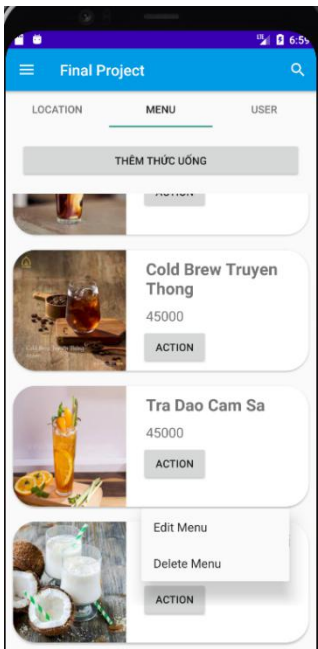 6:59
Final Project
LOCATION MENU USER
THÊM THỨC UỐNG
ACTION
Cold Brew Truyen
Thong
45000
ACTION
Tra Dao Cam Sa
45000
ACTION
Edit Menu
Delete Menu
ACTION